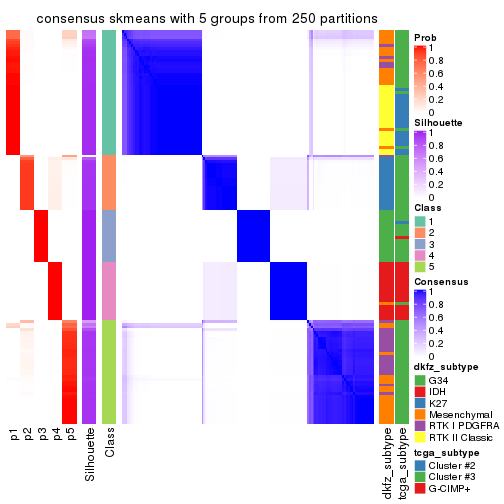 consensus skmeans with 5 groups from 250 partitions
Prob
1
0.8
0.6
0.4
0.2
0
Silhouette
1
0.8
0.6
0.4
0.2
0
Class
1
2
3
4
5
Consensus
1
0.8
0.6
0.4
0.2
0
dkfz_subtype
G34
IDH
K27
Mesenchymal
RTK I PDGFRA
RTK II Classic
tcga_subtype
Cluster #2
Cluster #3
G-CIMP+
p1
p2
p3
p4
p5
Silhouette
Class
dkfz_subtype
tcga_subtype